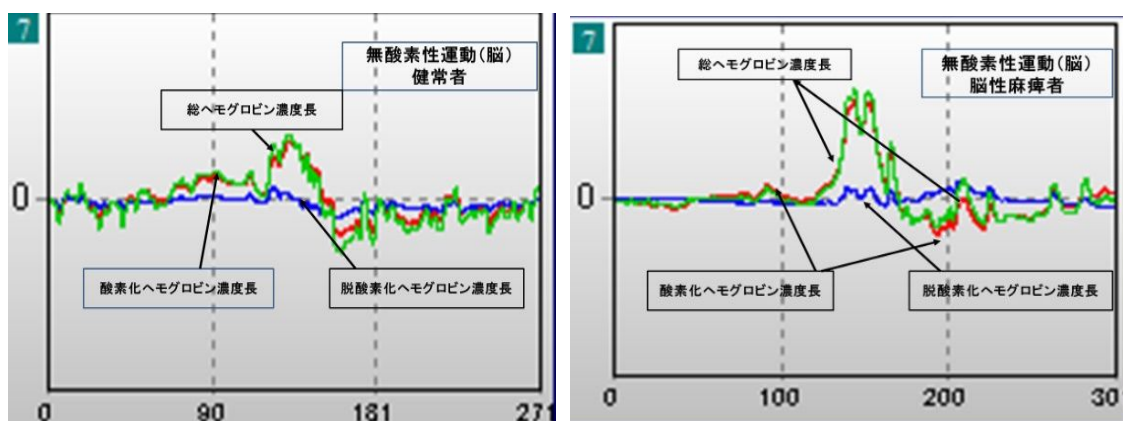 7
無酸素性運動(脳)
健常者
総ヘモグロビン濃度長
0
酸素化ヘモグロビン濃度長
脱酸素化ヘモグロビン濃度長
0
90
181
271
7
無酸素性運動(脳)
脳性麻痺者
総ヘモグロビン濃度長
0
酸素化ヘモグロビン濃度長
脱酸素化ヘモグロビン濃度長
0
100
200
301